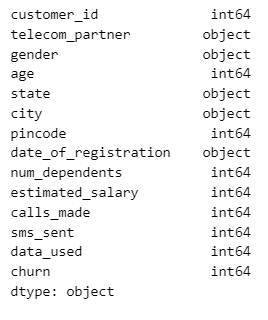 customer_id int64
telecom_partner object
gender object
age int64
state object
city object
pincode int64
date_of_registration object
num_dependents int64
estimated_salary int64
calls_made int64
sms_sent int64
data_used int64
churn int64
dtype: object